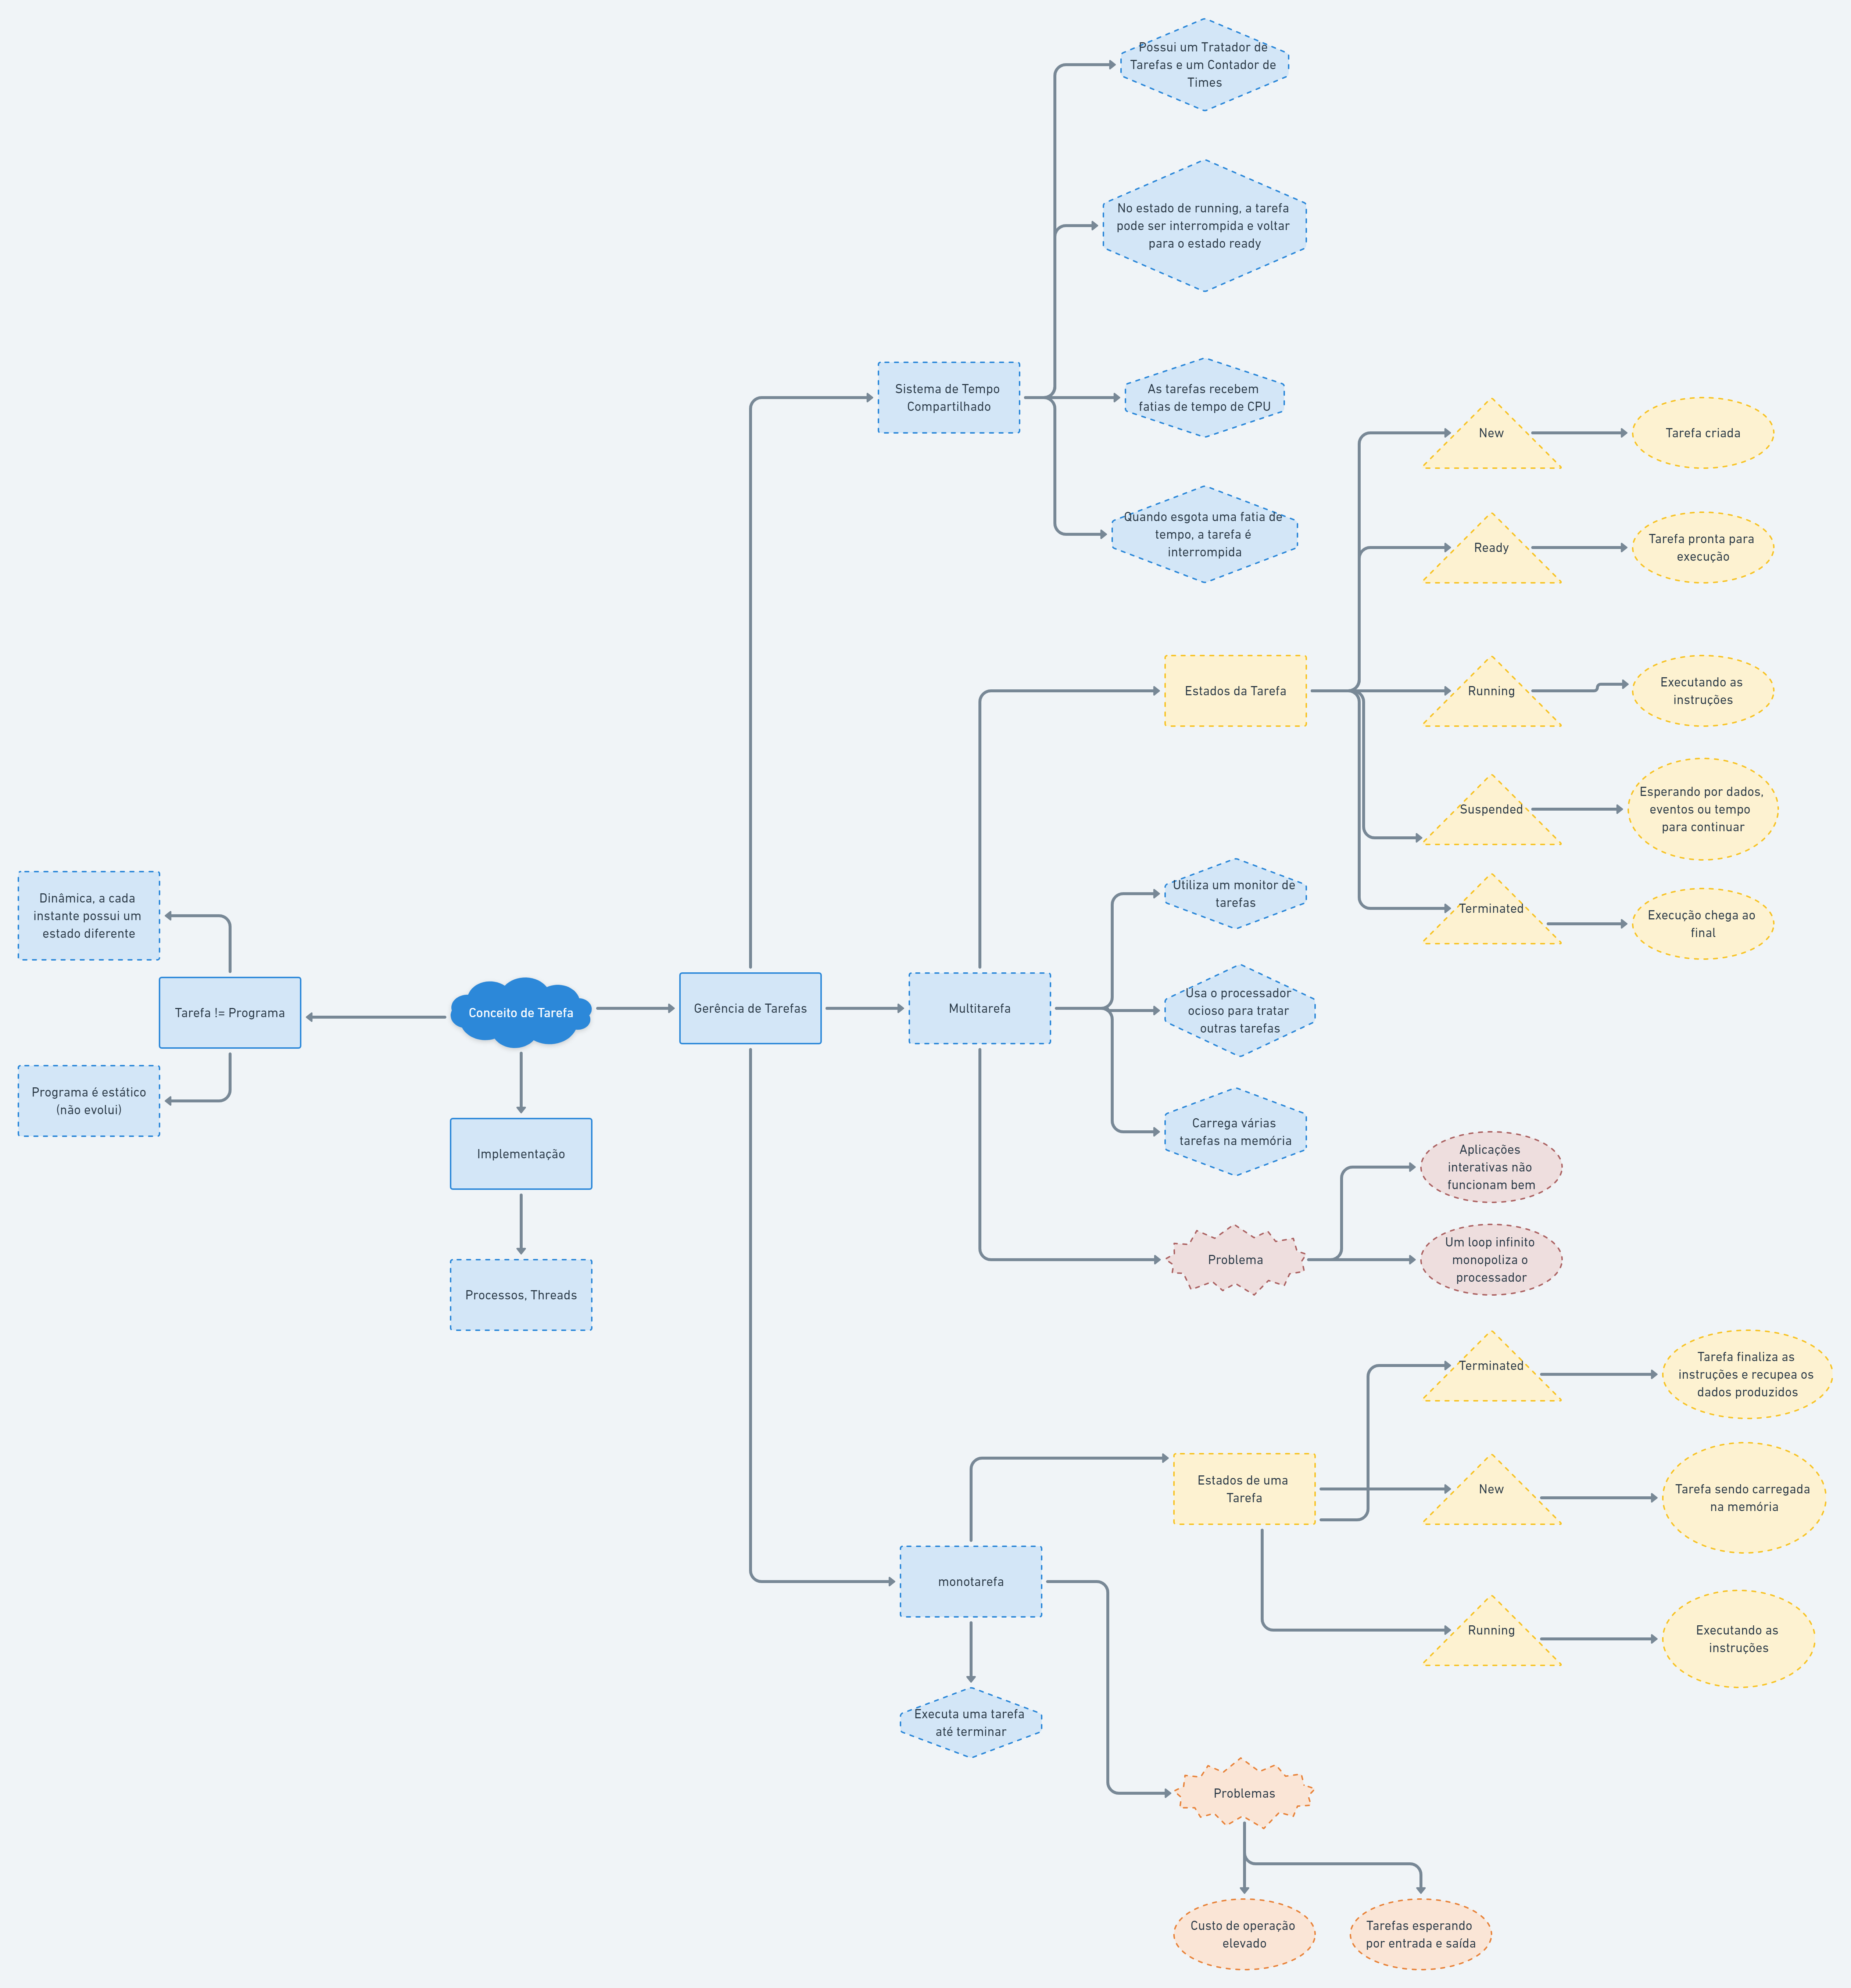 Possui um Tratador de
Tarefas e um Contador de
Times
No estado de running, a tarefa
pode ser interrompida e voltar
para o estado ready
Sistema de Tempo
Compartilhado
As tarefas recebem
fatias de tempo de CPU
Quando esgota uma fatia de
tempo, a tarefa é
interrompida
New
Tarefa criada
Ready
Tarefa pronta para
execução
Estados da Tarefa
Running
Executando as
instruções
Suspended
Esperando por dados,
eventos ou tempo
para continuar
Terminated
Execução chega ao
final
Utiliza um monitor de
tarefas
Dinâmica, a cada
instante possui um
estado diferente
Tarefa != Programa
Programa é estático
(não evolui)
Conceito de Tarefa
Gerência de Tarefas
Multitarefa
Usa o processador
ocioso para tratar
outras tarefas
Carrega várias
tarefas na memória
Implementação
Processos, Threads
Problema
Aplicações
interativas não
funcionam bem
Um loop infinito
monopoliza o
processador
Terminated
Tarefa finaliza as
instruções e recupea os
dados produzidos
Estados de uma
Tarefa
New
Tarefa sendo carregada
na memória
monotarefa
Running
Executando as
instruções
Executa uma tarefa
até terminar
Problemas
Custo de operação
elevado
Tarefas esperando
por entrada e saída